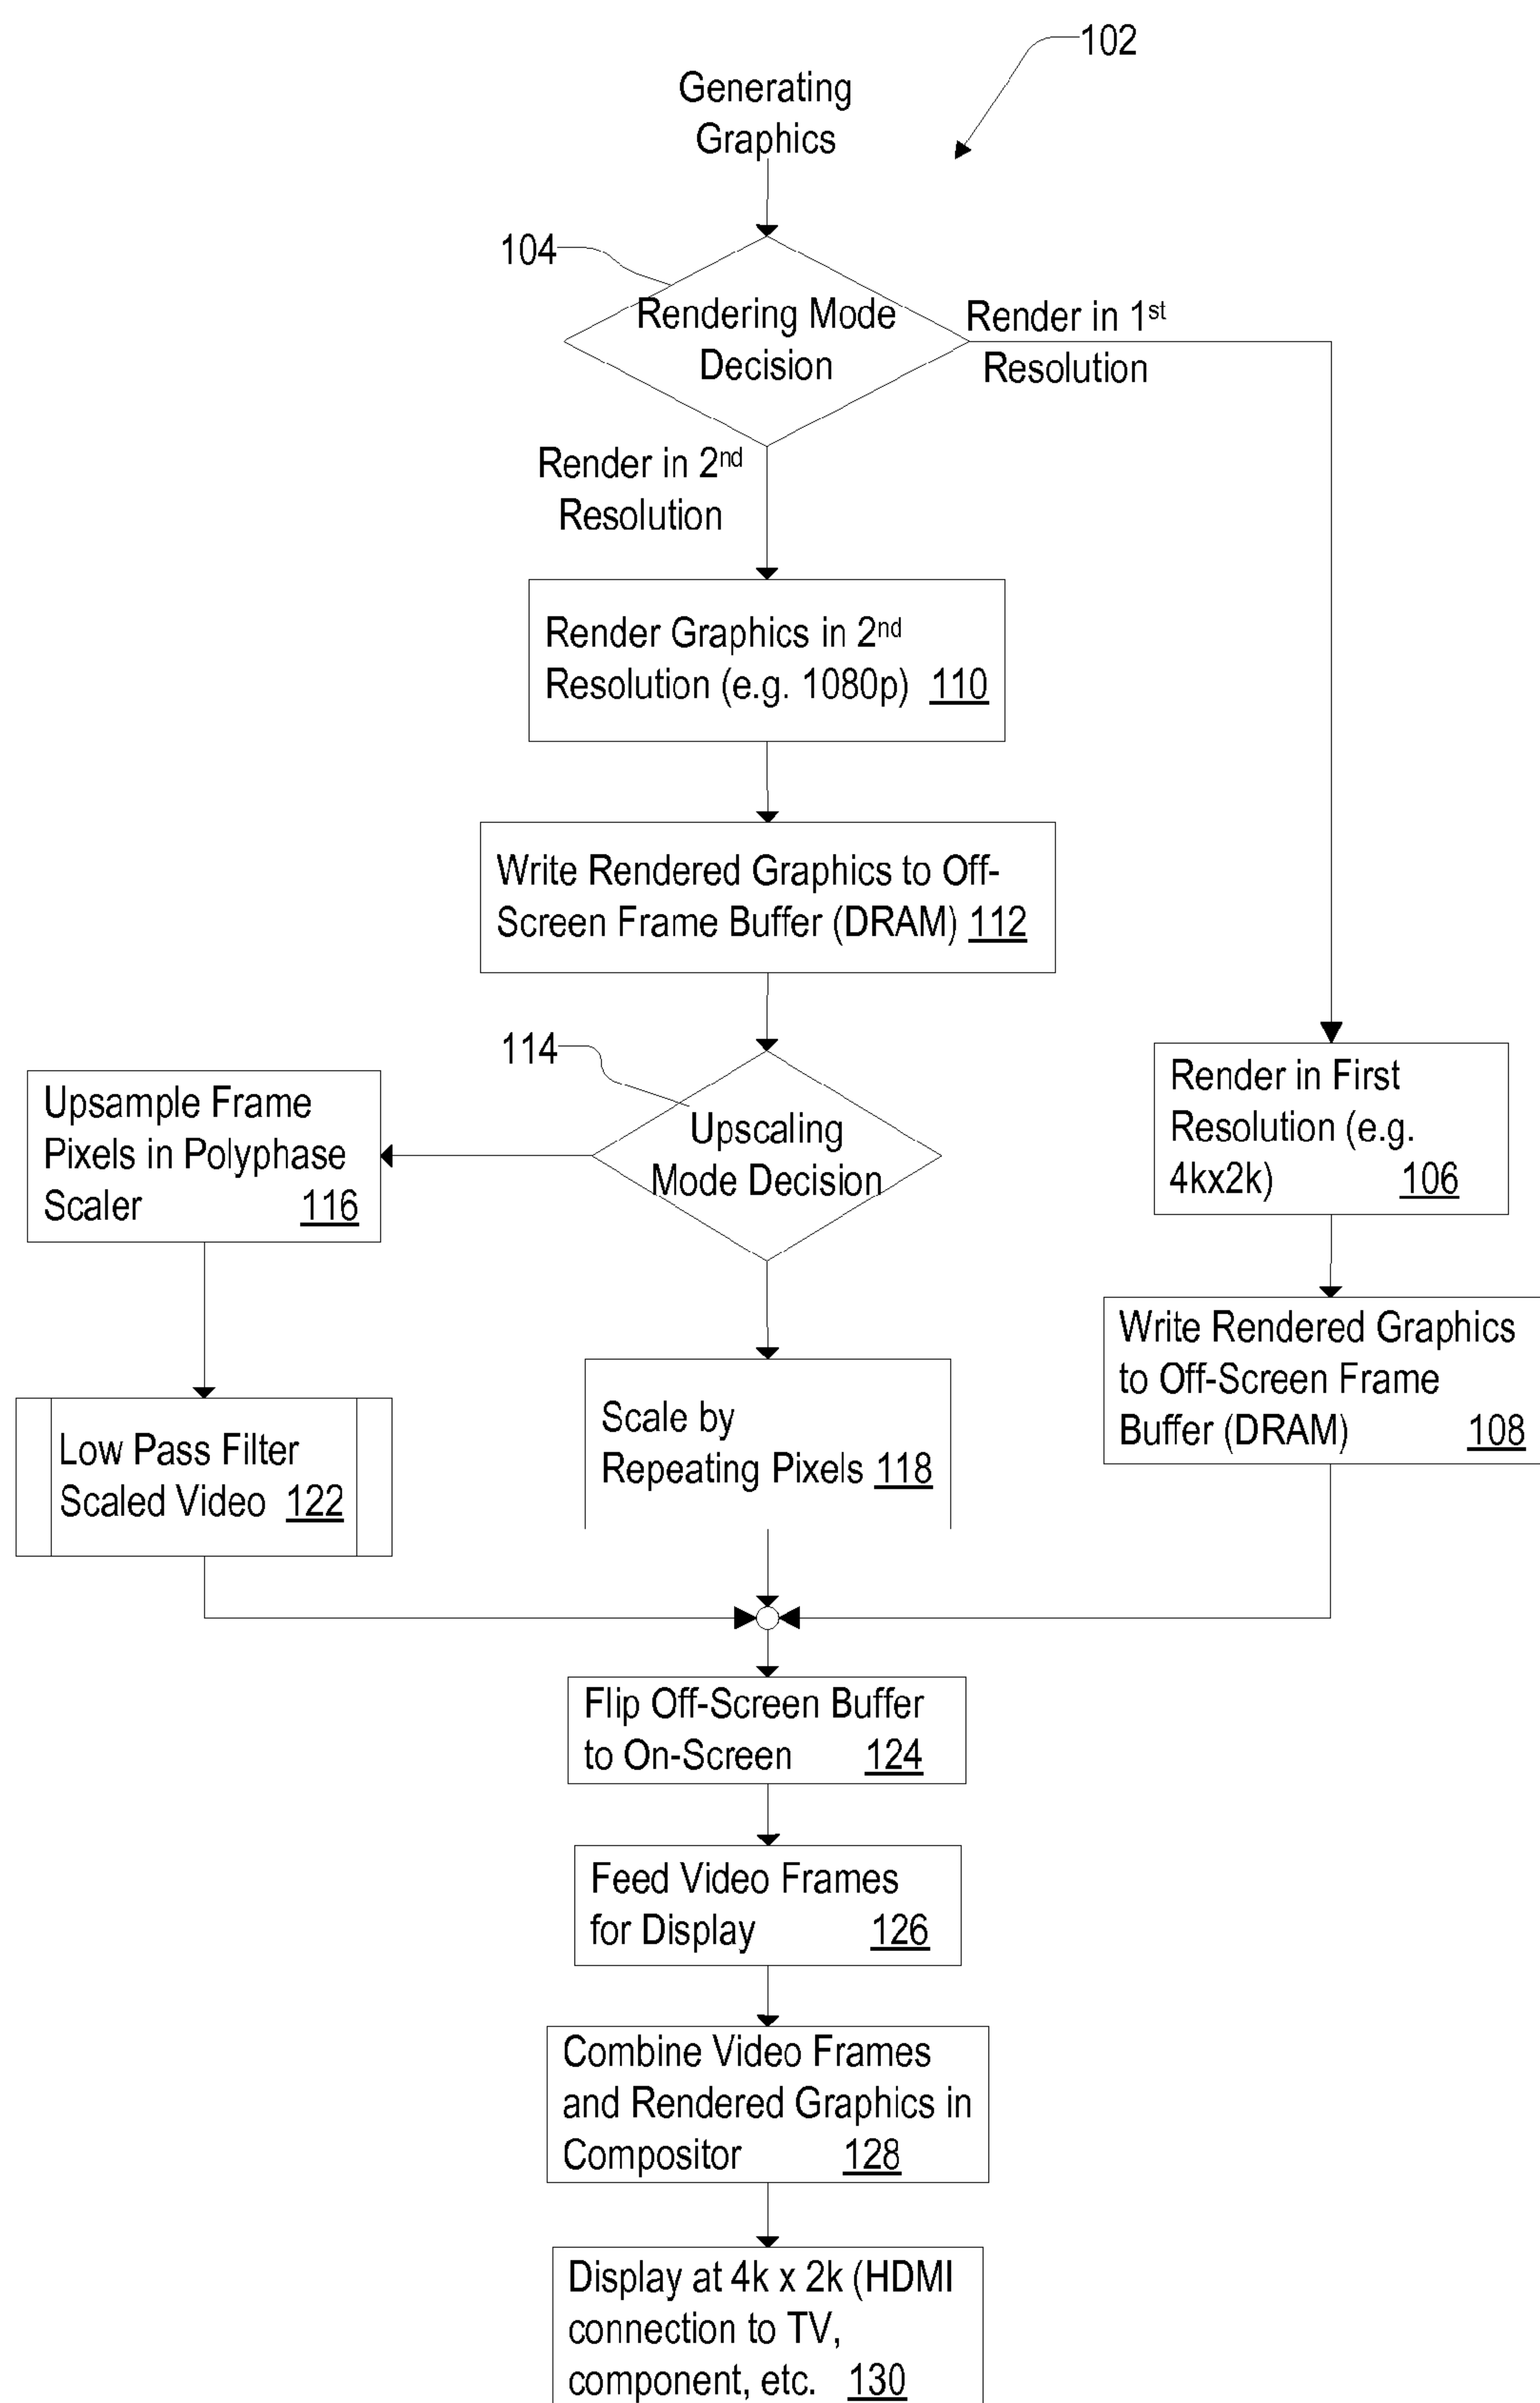 102
Generating
Graphics
104
Rendering Mode
Decision
Render in 1st
Resolution
Render in 2nd
Resolution
Render Graphics in 2nd
Resolution (e.g. 1080p) 110
Write Rendered Graphics to Off-
Screen Frame Buffer (DRAM) 112
114
Upscaling
Mode Decision
Upsample Frame
Pixels in Polyphase
Scaler 116
Render in First
Resolution (e.g.
4kx2k) 106
Low Pass Filter
Scaled Video 122
Scale by
Repeating Pixels 118
Write Rendered Graphics
to Off-Screen Frame
Buffer (DRAM) 108
Flip Off-Screen Buffer
to On-Screen 124
Feed Video Frames
for Display 126
Combine Video Frames
and Rendered Graphics in
Compositor 128
Display at 4k x 2k (HDMI
connection to TV,
component, etc. 130